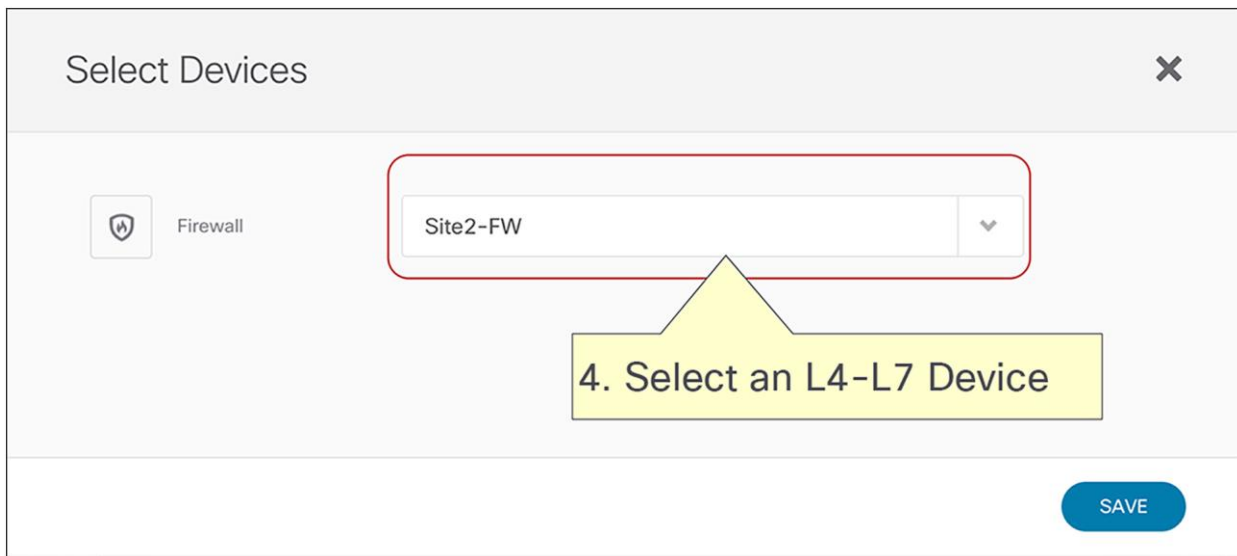 Select Devices
Firewall
Site2-FW
4. Select an L4-L7 Device
SAVE